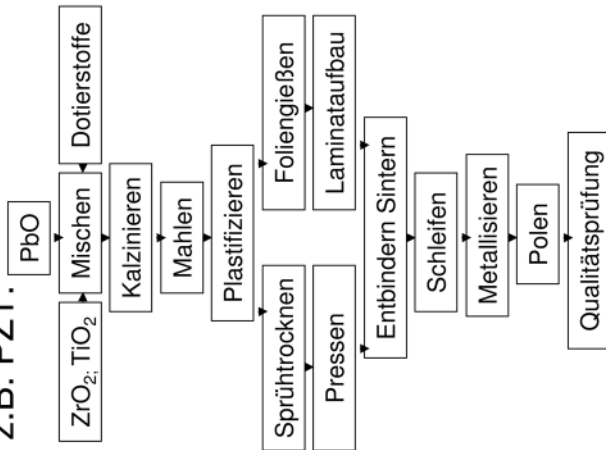 z.B. PZT:
PbO
ZrO₂; TiO₂
Mischen
Dotierstoffe
Kalzinieren
Mahlen
Plastifizieren
Sprühtrocknen
Foliengießen
Pressen
Laminataufbau
Entbindern Sintern
Schleifen
Metallisieren
Polen
Qualitätsprüfung